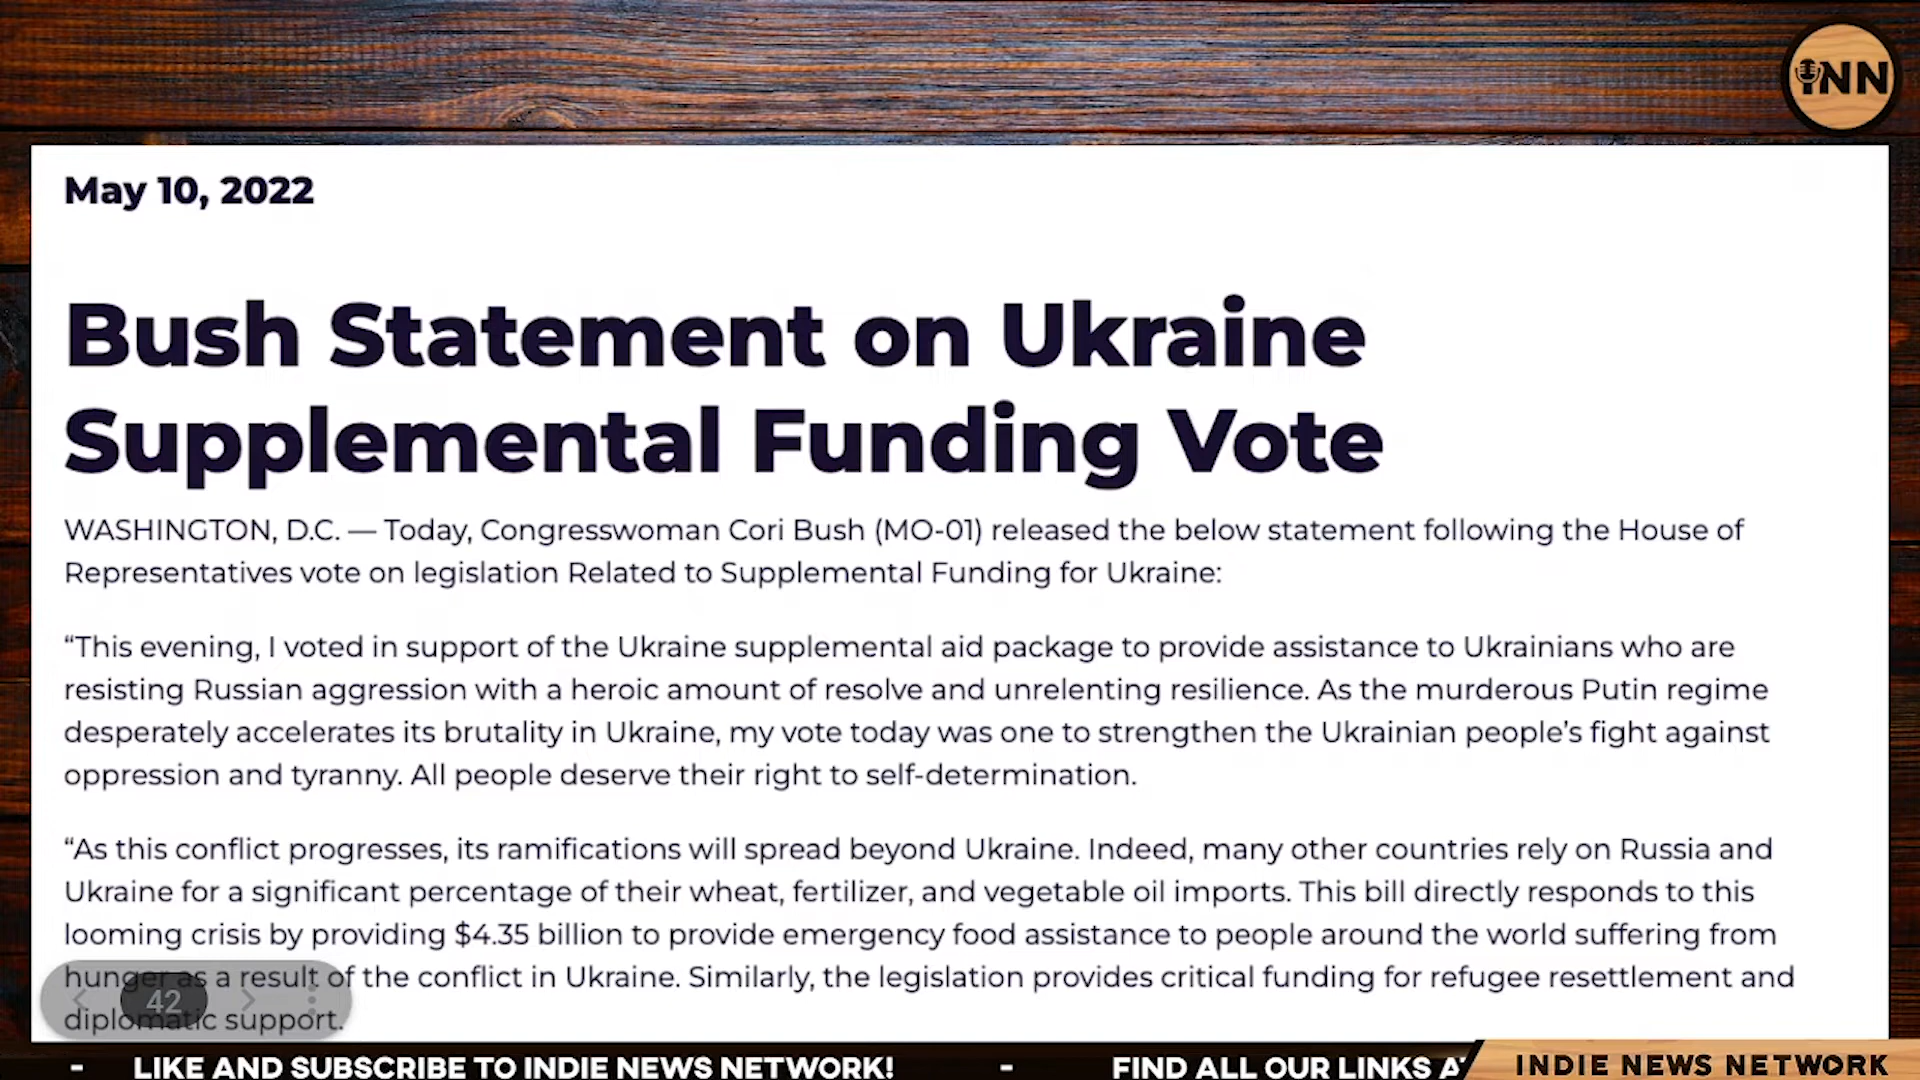 iNN
May 10, 2022
Bush Statement on Ukraine
Supplemental Funding Vote
WASHINGTON, D.C. — Today, Congresswoman Cori Bush (MO-01) released the below statement following the House of
Representatives vote on legislation Related to Supplemental Funding for Ukraine:
“This evening, I voted in support of the Ukraine supplemental aid package to provide assistance to Ukrainians who are
resisting Russian aggression with a heroic amount of resolve and unrelenting resilience. As the murderous Putin regime
desperately accelerates its brutality in Ukraine, my vote today was one to strengthen the Ukrainian people’s fight against
oppression and tyranny. All people deserve their right to self-determination.
“As this conflict progresses, its ramifications will spread beyond Ukraine. Indeed, many other countries rely on Russia and
Ukraine for a significant percentage of their wheat, fertilizer, and vegetable oil imports. This bill directly responds to this
looming crisis by providing $4.35 billion to provide emergency food assistance to people around the world suffering from
hunger as a result of the conflict in Ukraine. Similarly, the legislation provides critical funding for refugee resettlement and
42
diplomatic support.
- LIKE AND SUBSCRIBE TO INDIE NEWS NETWORK! - FIND ALL OUR LINKS AT
INDIE NEWS NETWORK